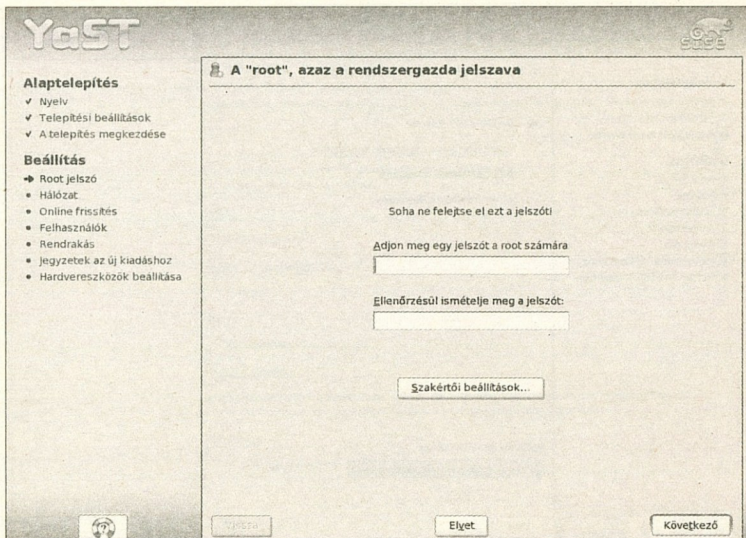 YaST
SUSE
Alaptelepítés
Nyelv
Telepítési beállítások
A telepítés megkezdése
Beállítás
Root jelszó
Hálózat
Online frissítés
Felhasználók
Rendrakás
Jegyzetek az új kiadáshoz
Hardvereszközök beállítása
A "root", azaz a rendszergazda jelszava
Soha ne felejtse el ezt a jelszót!
Adjon meg egy jelszót a root számára
Ellenőrzésül ismételje meg a jelszót:
Szakértői beállítások...
Vissza
Elvet
Következő